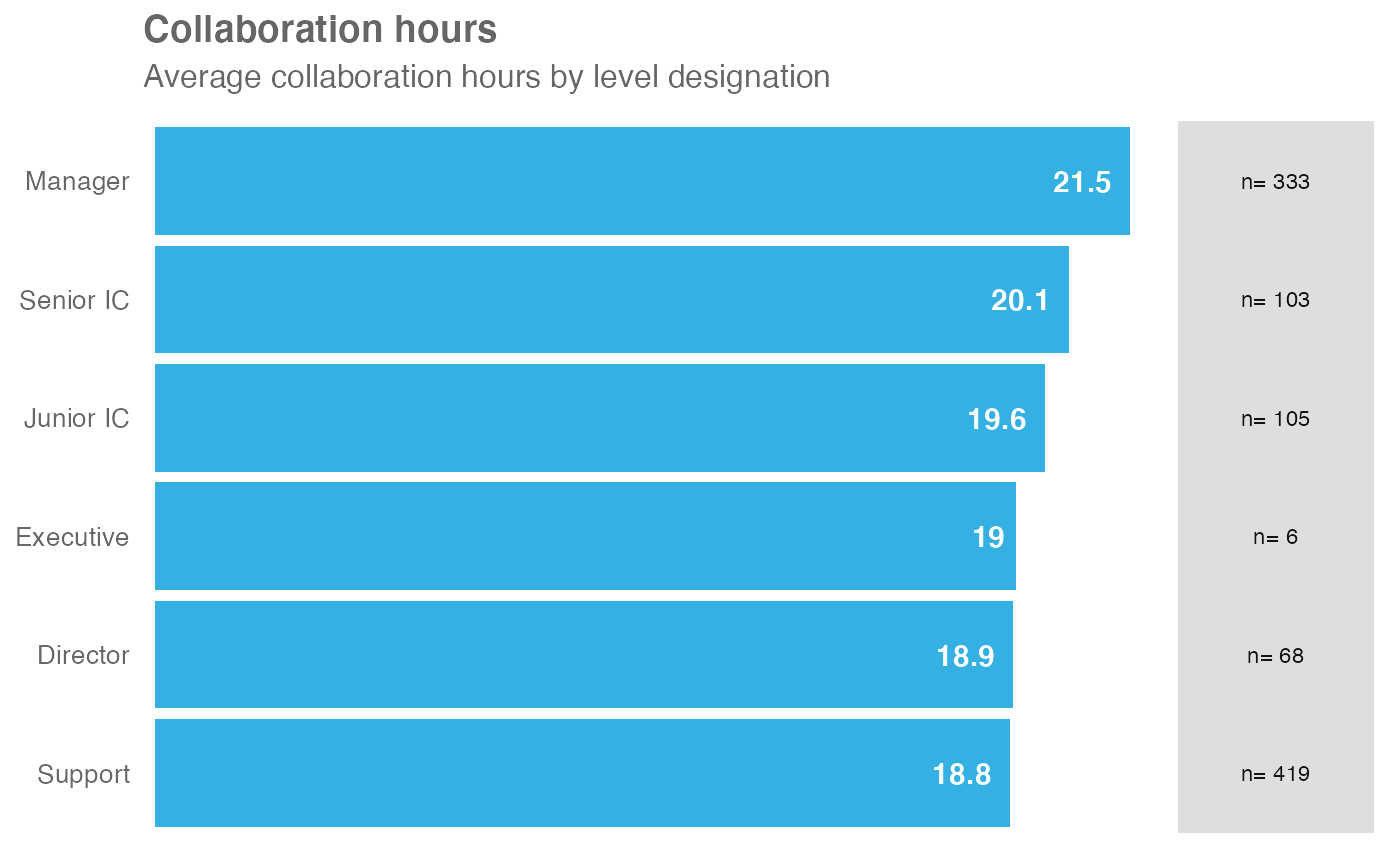 Collaboration hours
Average collaboration hours by level designation
Manager 21.5 n= 333
Senior IC 20.1 n= 103
Junior IC 19.6 n= 105
Executive 19 n= 6
Director 18.9 n= 68
Support 18.8 n= 419